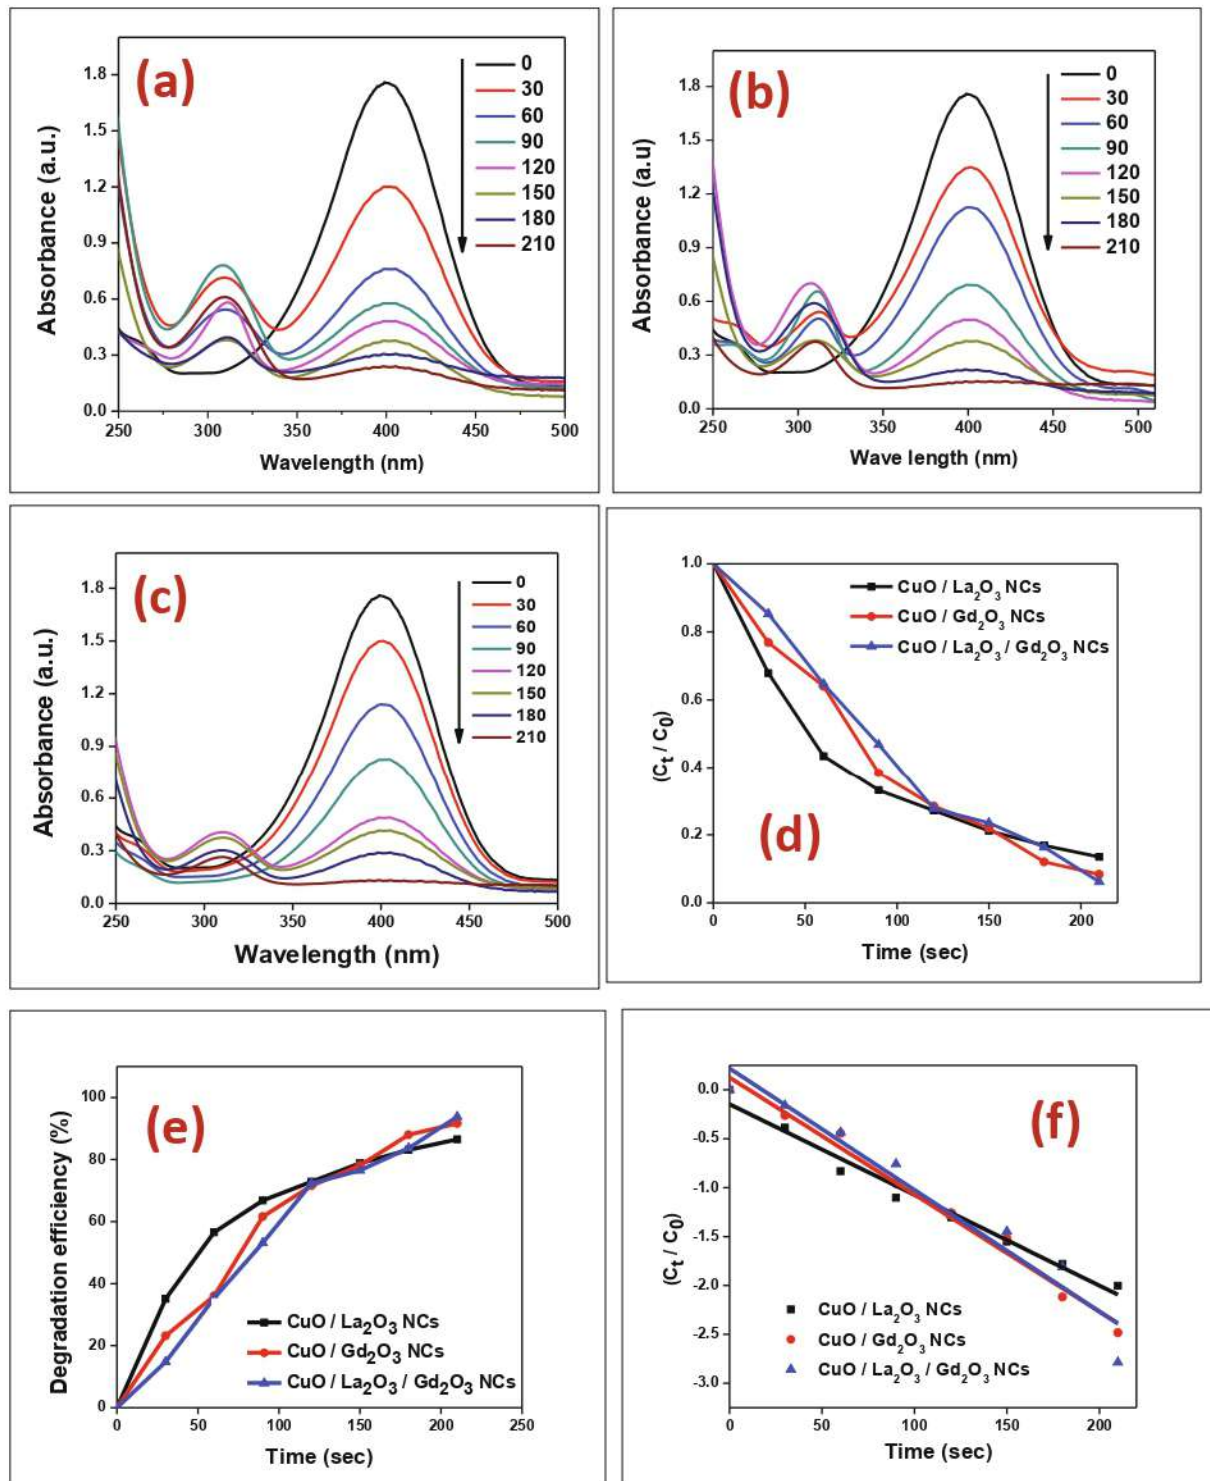 (a)
0
30
60
90
120
150
180
210
1.8
1.5
1.2
0.9
0.6
0.3
0.0
Absorbance (a.u.)
250 300 350 400 450 500
Wavelength (nm)
(b)
0
30
60
90
120
150
180
210
1.8
1.5
1.2
0.9
0.6
0.3
0.0
Absorbance (a.u)
250 300 350 400 450 500
Wave length (nm)
(c)
0
30
60
90
120
150
180
210
1.8
1.5
1.2
0.9
0.6
0.3
0.0
Absorbance (a.u.)
250 300 350 400 450 500
Wavelength (nm)
(d)
CuO / La₂O₃ NCs
CuO / Gd₂O₃ NCs
CuO / La₂O₃ / Gd₂O₃ NCs
1.0
0.8
0.6
0.4
0.2
0.0
(Cₜ / C₀)
0 50 100 150 200
Time (sec)
(e)
100
80
60
40
20
0
Degradation efficiency (%)
CuO / La₂O₃ NCs
CuO / Gd₂O₃ NCs
CuO / La₂O₃ / Gd₂O₃ NCs
0 50 100 150 200 250
Time (sec)
(f)
0.0
-0.5
-1.0
-1.5
-2.0
-2.5
-3.0
(Cₜ / C₀)
CuO / La₂O₃ NCs
CuO / Gd₂O₃ NCs
CuO / La₂O₃ / Gd₂O₃ NCs
0 50 100 150 200
Time (sec)